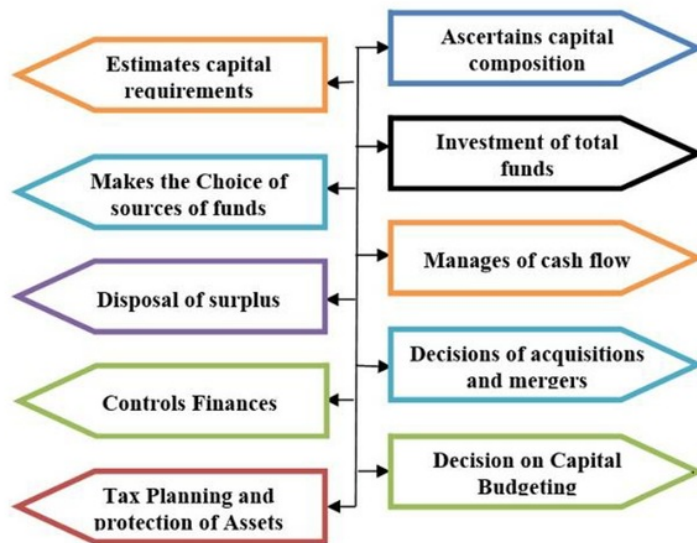 Ascertains capital
composition
Estimates capital
requirements
Investment of total
funds
Makes the Choice of
sources of funds
Manages of cash flow
Disposal of surplus
Decisions of acquisitions
and mergers
Controls Finances
Decision on Capital
Budgeting
Tax Planning and
protection of Assets